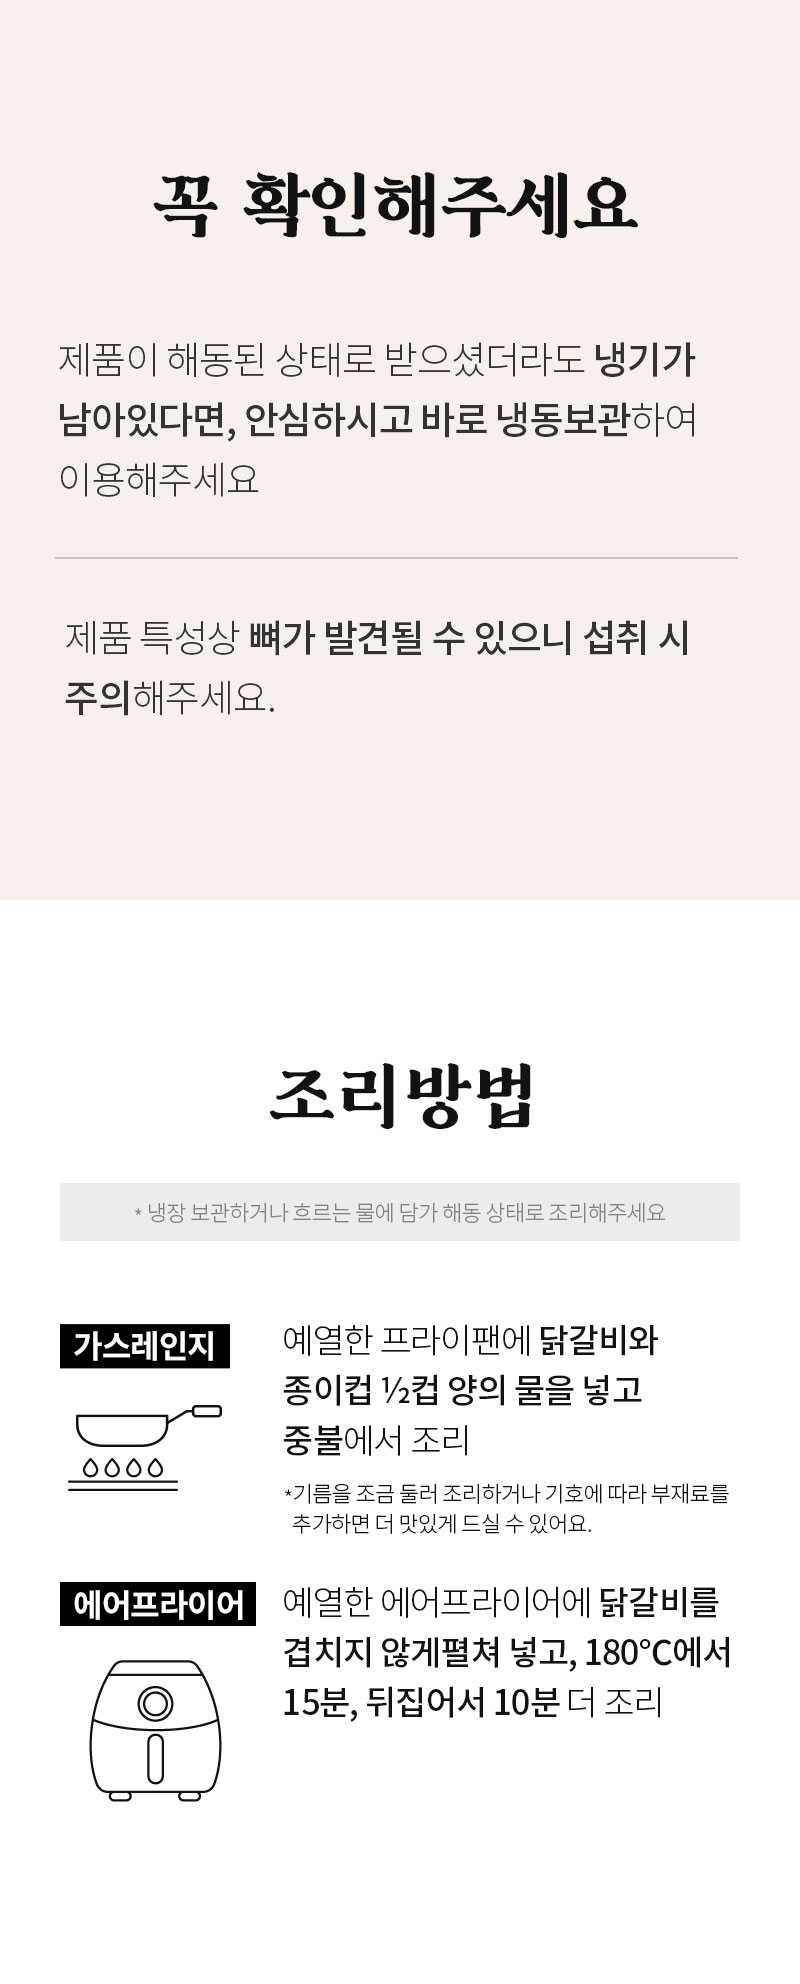 꼭 확인해주세요
제품이 해동된 상태로 받으셨더라도 냉기가
남아있다면, 안심하시고 바로 냉동보관하여
이용해주세요
제품 특성상 뼈가 발견될 수 있으니 섭취 시
주의해주세요.
조리방법
* 냉장 보관하거나 흐르는 물에 담가 해동 상태로 조리해주세요
가스레인지
예열한 프라이팬에 닭갈비와
종이컵 ½컵 양의 물을 넣고
중불에서 조리
*기름을 조금 둘러 조리하거나 기호에 따라 부재료를
추가하면 더 맛있게 드실 수 있어요.
에어프라이어
예열한 에어프라이어에 닭갈비를
겹치지 않게펼쳐 넣고, 180°C에서
15분, 뒤집어서 10분 더 조리